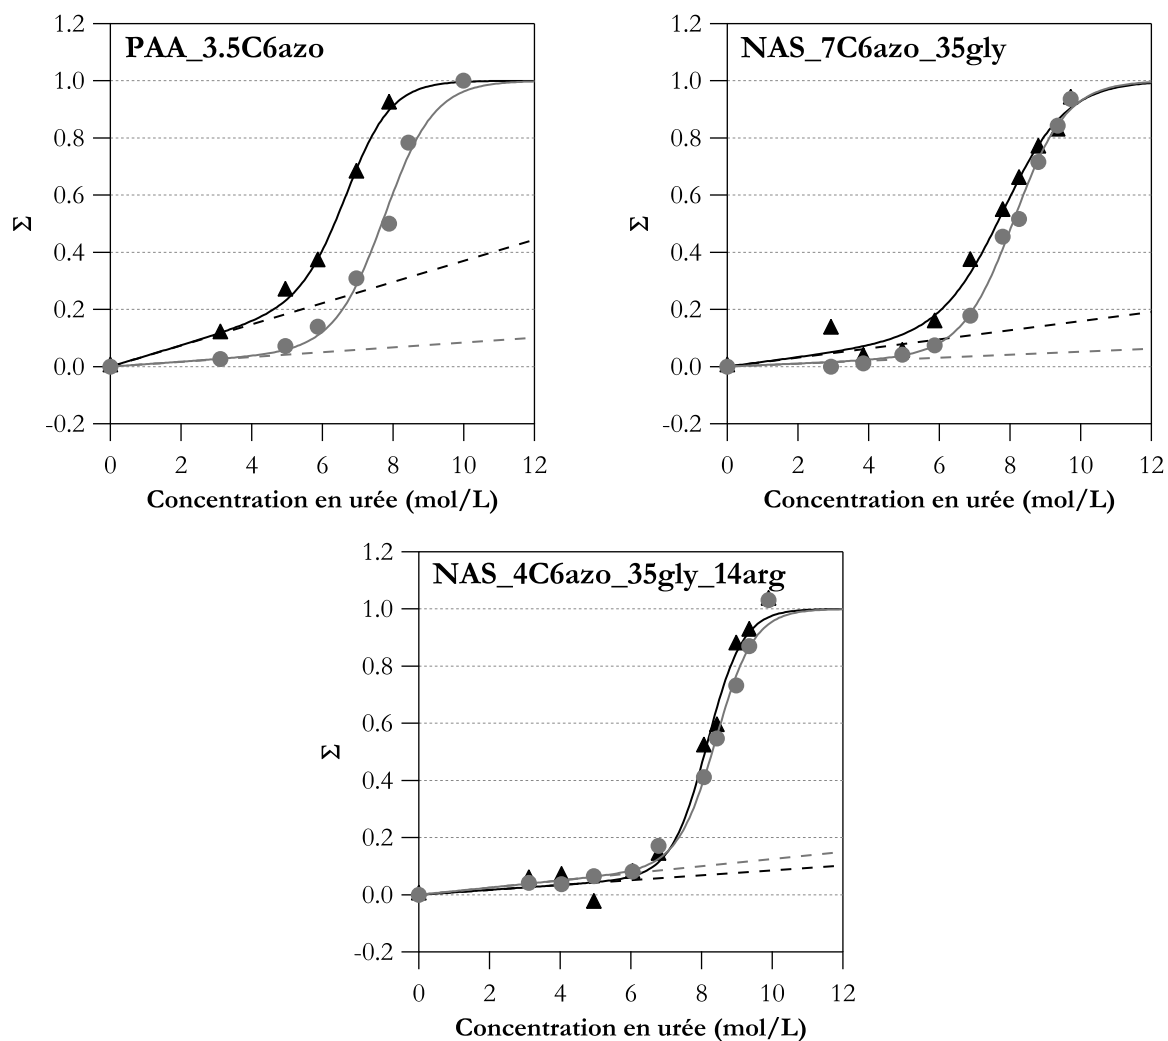 PAA_3.5C6azo
1.2
1.0
0.8
0.6
0.4
0.2
0.0
-0.2
Σ
0 2 4 6 8 10 12
Concentration en urée (mol/L)
NAS_7C6azo_35gly
1.2
1.0
0.8
0.6
0.4
0.2
0.0
-0.2
Σ
0 2 4 6 8 10 12
Concentration en urée (mol/L)
NAS_4C6azo_35gly_14arg
1.2
1.0
0.8
0.6
0.4
0.2
0.0
-0.2
Σ
0 2 4 6 8 10 12
Concentration en urée (mol/L)